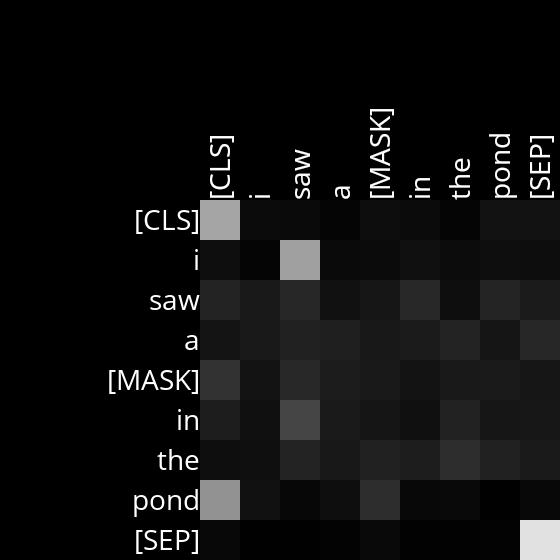 [CLS] i saw a [MASK] in the pond [SEP]
[CLS]
i
saw
a
[MASK]
in
the
pond
[SEP]